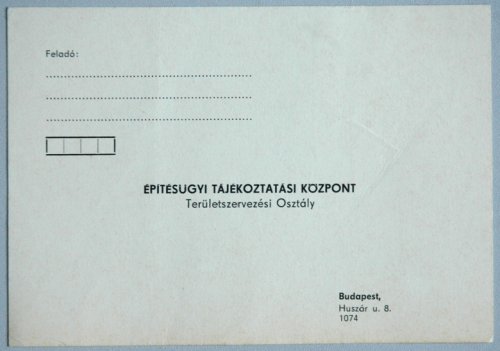 Feladó:
ÉPÍTÉSÜGYI TÁJÉKOZTATÁSI KÖZPONT
Területszervezési Osztály
Budapest,
Huszár u. 8.
1074